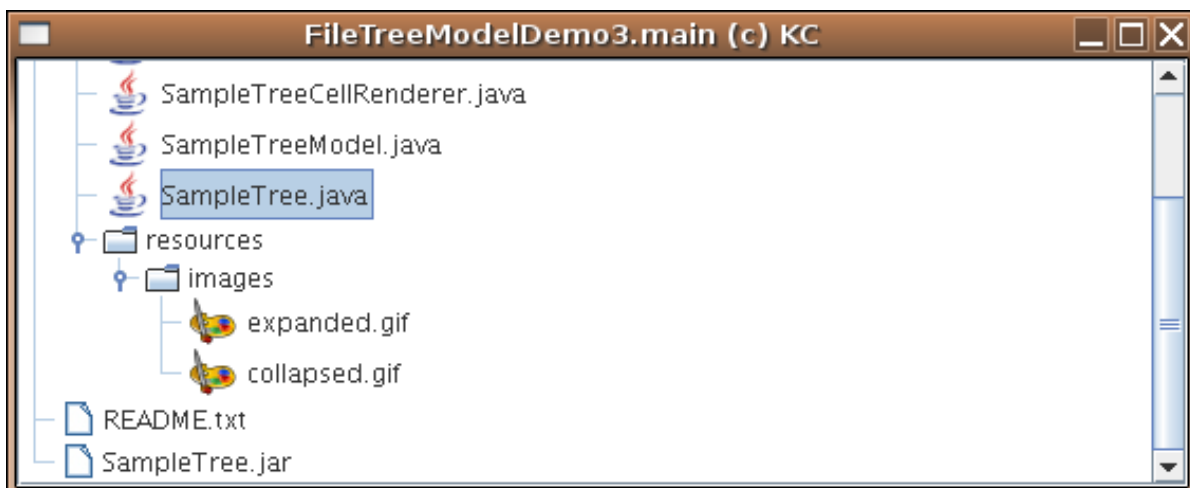 FileTreeModelDemo3.main (c) KC
SampleTreeCellRenderer.java
SampleTreeModel.java
SampleTree.java
resources
images
expanded.gif
collapsed.gif
README.txt
SampleTree.jar